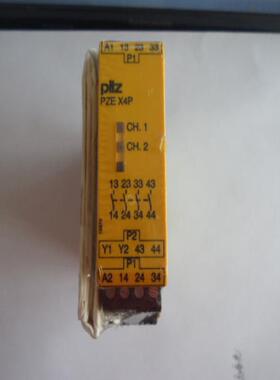 A1 13 23 33
P1
pilz
PZE X4P
CH. 1
CH. 2
13 23 33 43
14 24 34 44
P2
Y1 Y2 43 44
P1
A2 14 24 34